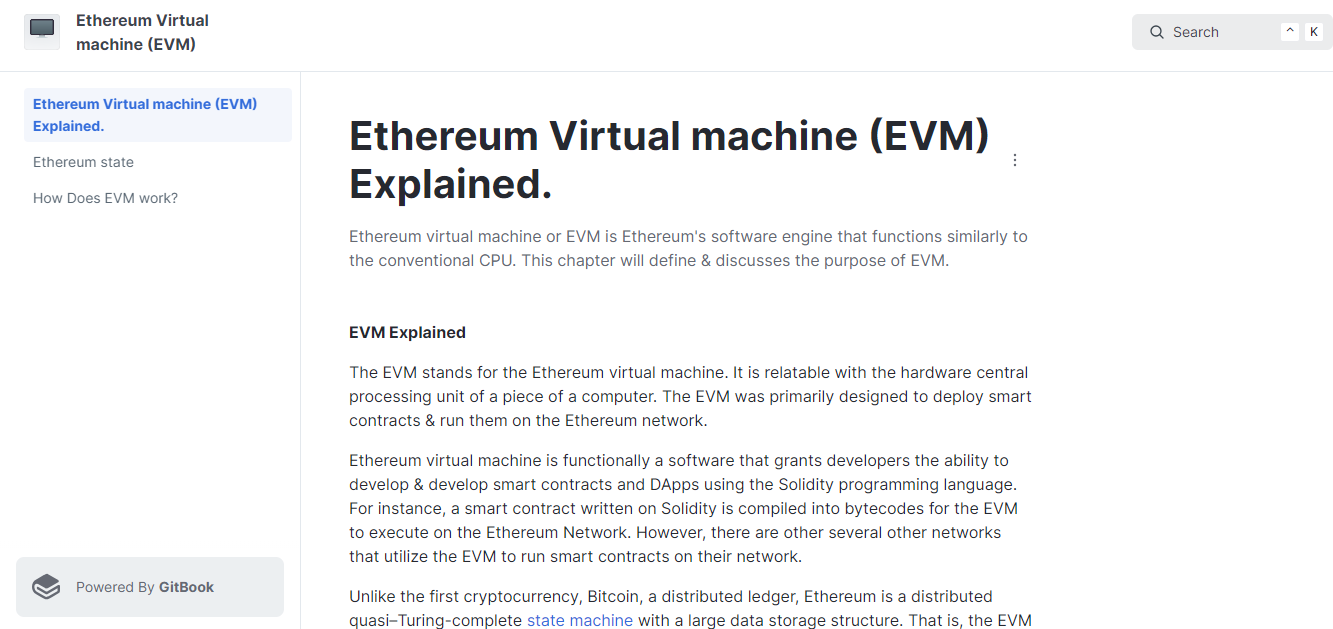 Ethereum Virtual
machine (EVM)
Search
^ K
Ethereum Virtual machine (EVM)
Explained.
Ethereum state
How Does EVM work?
Powered By GitBook
Ethereum Virtual machine (EVM)
Explained.
Ethereum virtual machine or EVM is Ethereum's software engine that functions similarly to
the conventional CPU. This chapter will define & discusses the purpose of EVM.
EVM Explained
The EVM stands for the Ethereum virtual machine. It is relatable with the hardware central
processing unit of a piece of a computer. The EVM was primarily designed to deploy smart
contracts & run them on the Ethereum network.
Ethereum virtual machine is functionally a software that grants developers the ability to
develop & develop smart contracts and DApps using the Solidity programming language.
For instance, a smart contract written on Solidity is compiled into bytecodes for the EVM
to execute on the Ethereum Network. However, there are other several other networks
that utilize the EVM to run smart contracts on their network.
Unlike the first cryptocurrency, Bitcoin, a distributed ledger, Ethereum is a distributed
quasi–Turing-complete state machine with a large data storage structure. That is, the EVM